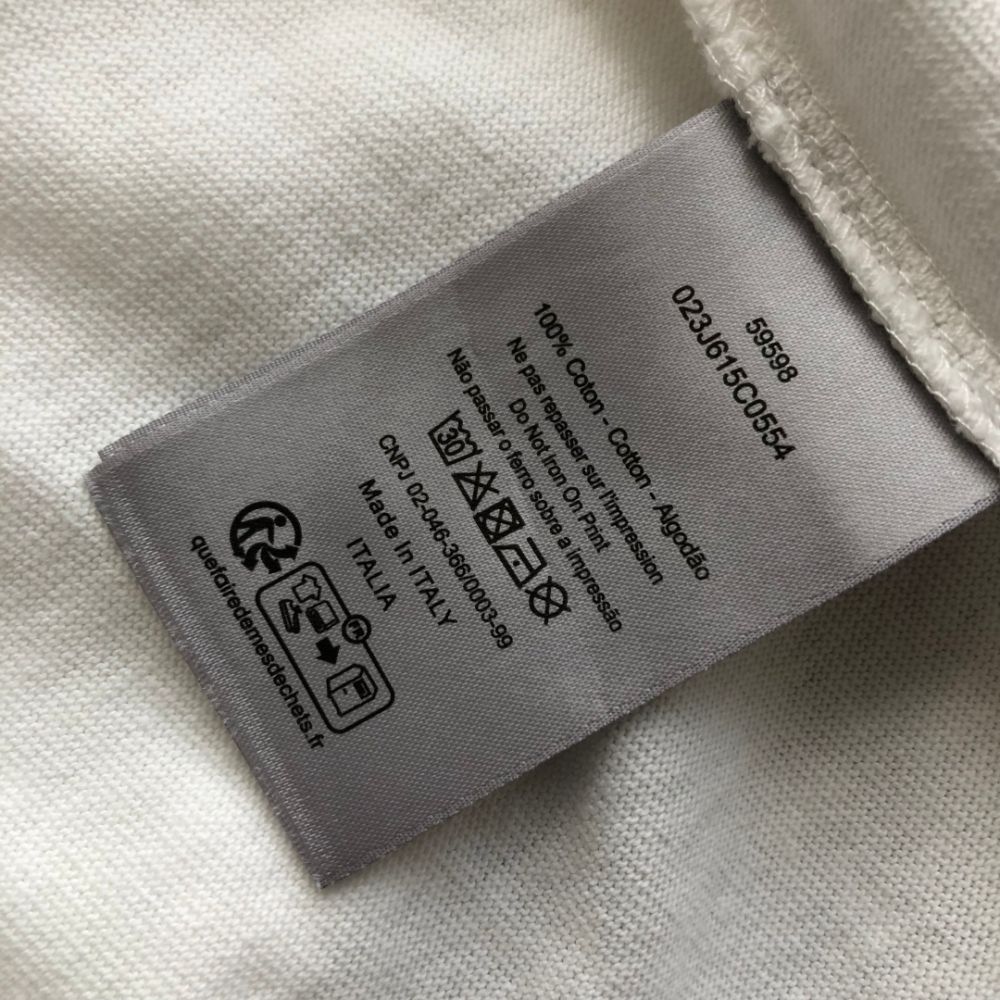 59598
023J615C0554
100% Coton - Cotton - Algodão
Ne pas repasser sur l'impression
Do Not Iron On Print
Não passar o ferro sobre a impressão
30
CNPJ 02-046-366/0003-99
Made In ITALY
ITALIA
FR
quefairedemesdechets.fr